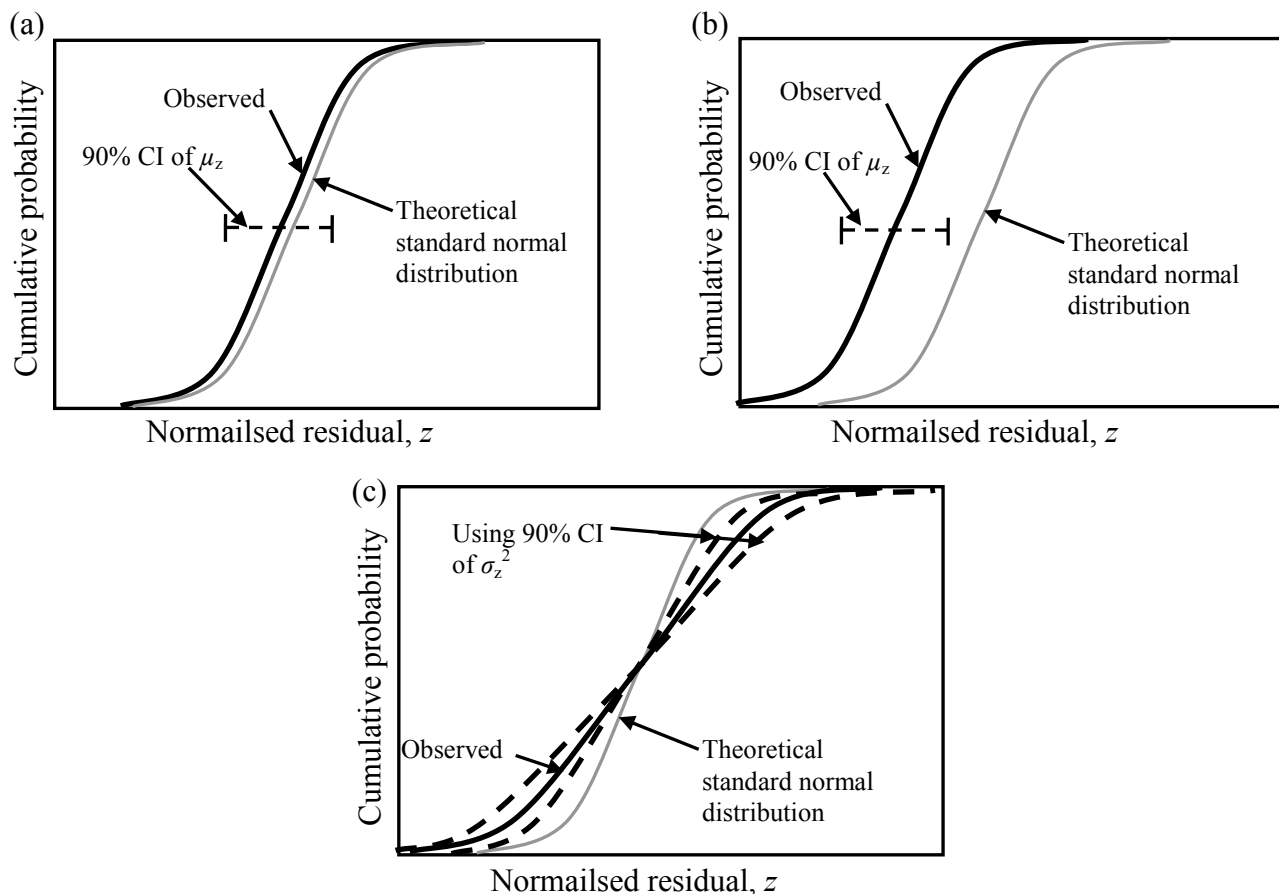 (a)
Cumulative probability
Observed
90% CI of μz
Theoretical
standard normal
distribution
Normailsed residual, z
(b)
Cumulative probability
Observed
90% CI of μz
Theoretical
standard normal
distribution
Normailsed residual, z
(c)
Cumulative probability
Using 90% CI
of σz²
Observed
Theoretical
standard normal
distribution
Normailsed residual, z